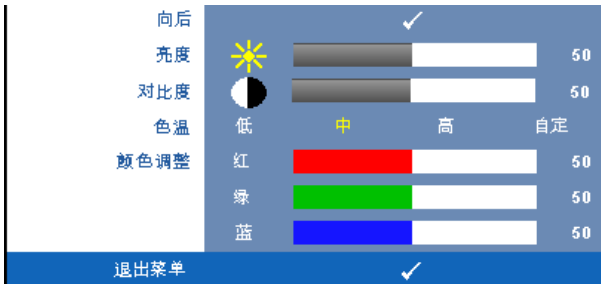 向后
亮度 50
对比度 50
色温 低 中 高 自定
颜色调整 红 50
绿 50
蓝 50
退出菜单